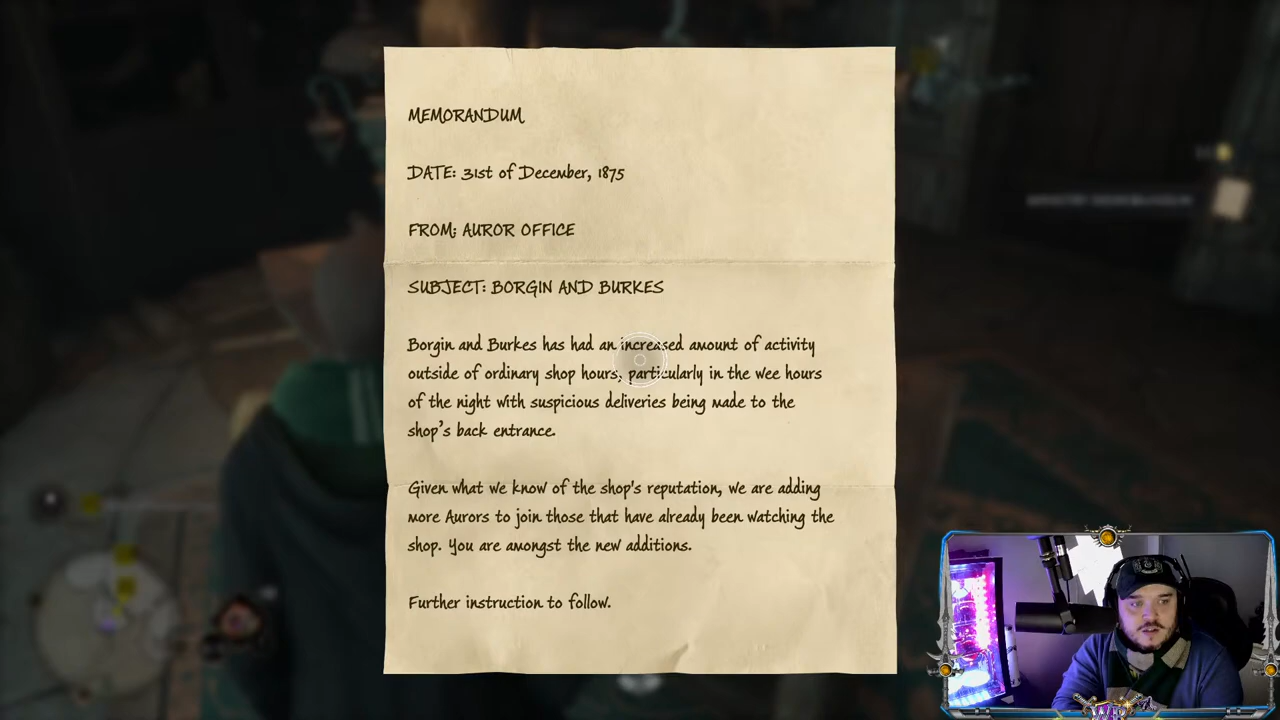 MEMORANDUM
DATE: 31st of December, 1875
FROM: AUROR OFFICE
SUBJECT: BORGIN AND BURKES
Borgin and Burkes has had an increased amount of activity
outside of ordinary shop hours, particularly in the wee hours
of the night with suspicious deliveries being made to the
shop's back entrance.
Given what we know of the shop's reputation, we are adding
more Aurors to join those that have already been watching the
shop. You are amongst the new additions.
Further instruction to follow.